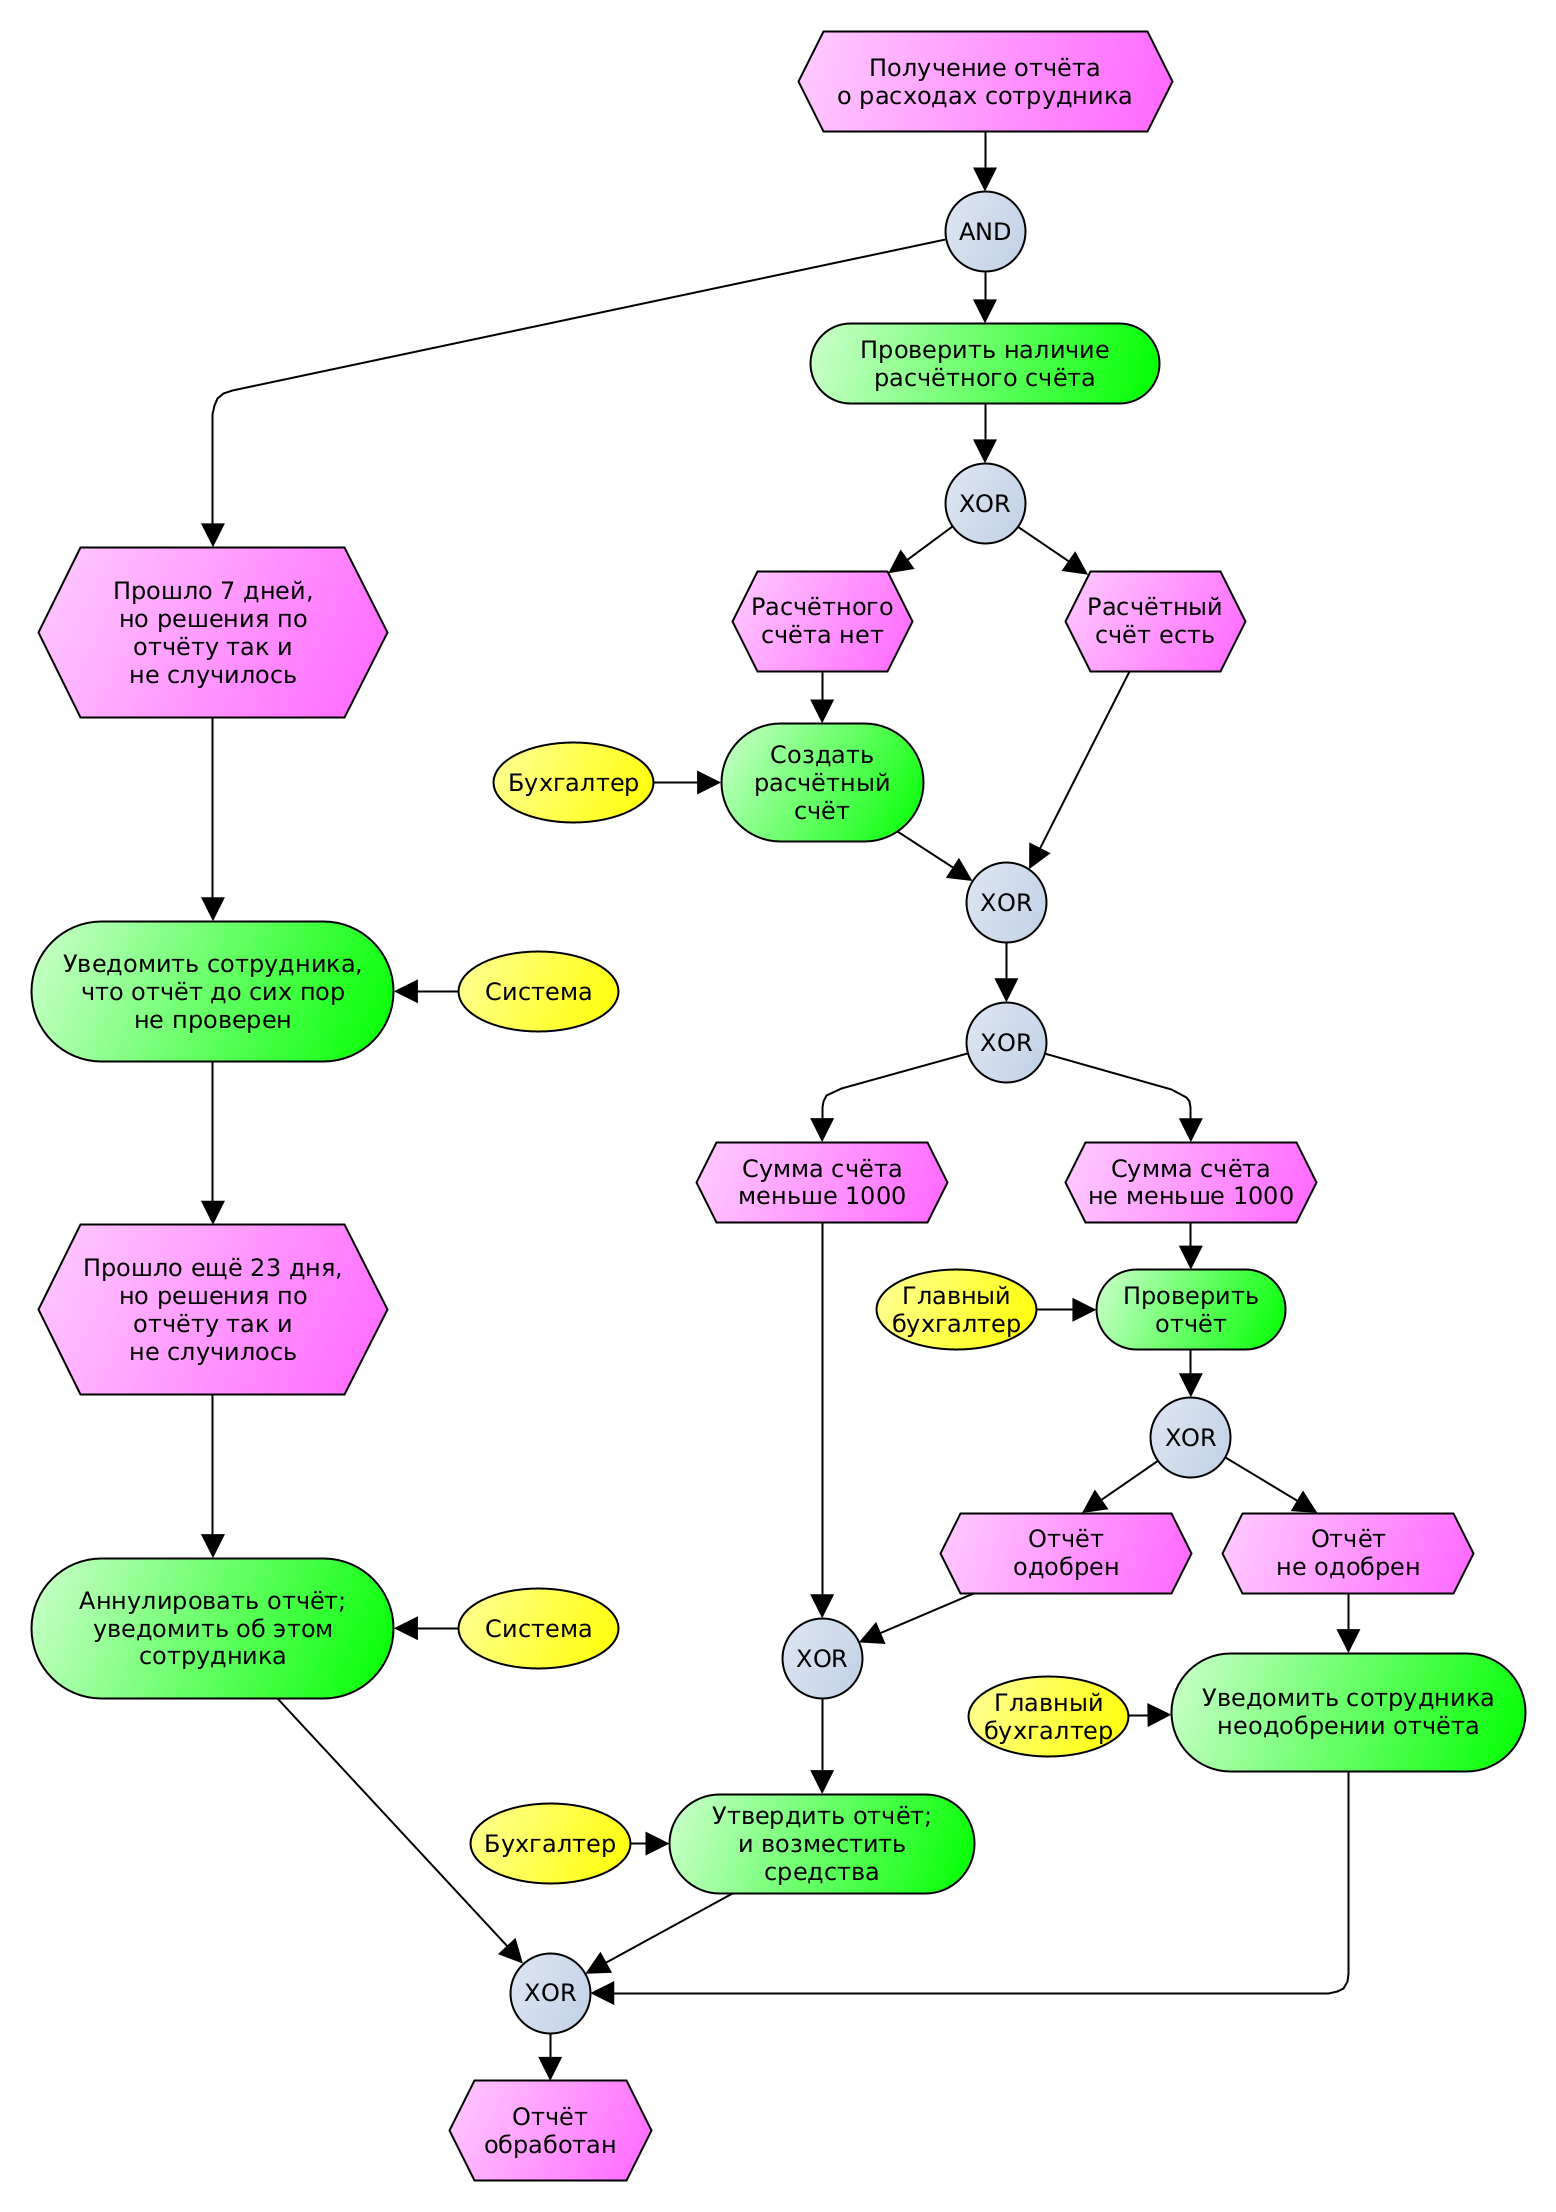 Получение отчёта
о расходах сотрудника
AND
Проверить наличие
расчётного счёта
XOR
Расчётного
счёта нет
Расчётный
счёт есть
Прошло 7 дней,
но решения по
отчёту так и
не случилось
Бухгалтер
Создать
расчётный
счёт
XOR
Уведомить сотрудника,
что отчёт до сих пор
не проверен
Система
XOR
Сумма счёта
меньше 1000
Сумма счёта
не меньше 1000
Прошло ещё 23 дня,
но решения по
отчёту так и
не случилось
Главный
бухгалтер
Проверить
отчёт
XOR
Отчёт
одобрен
Отчёт
не одобрен
Аннулировать отчёт;
уведомить об этом
сотрудника
Система
XOR
Главный
бухгалтер
Уведомить сотрудника
неодобрении отчёта
Бухгалтер
Утвердить отчёт;
и возместить
средства
XOR
Отчёт
обработан